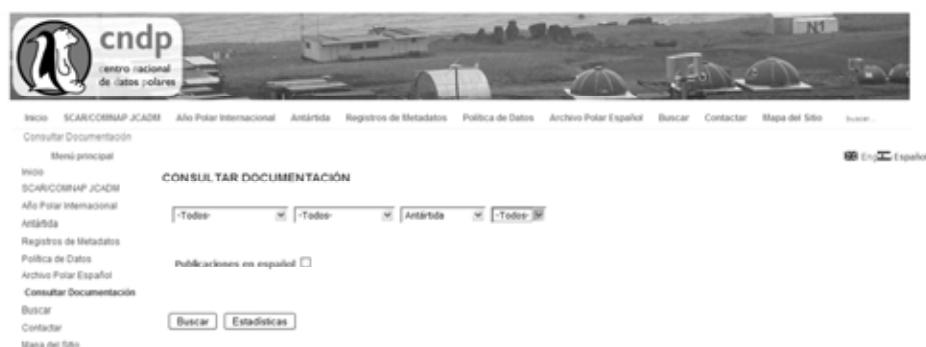 cndp
centro nacional
de datos polares
N1
Inicio SCAR/COMNAP JCADM Año Polar Internacional Antártida Registros de Metadatos Política de Datos Archivo Polar Español Buscar Contactar Mapa del Sitio buscar...
Consultar Documentación
Menú principal
Eng Español
Inicio
SCAR/COMNAP JCADM
Año Polar Internacional
Antártida
Registros de Metadatos
Política de Datos
Archivo Polar Español
Consultar Documentación
Buscar
Contactar
Mapa del Sitio
CONSULTAR DOCUMENTACIÓN
-Todos- -Todos- Antártida -Todos-
Publicaciones en español
Buscar Estadísticas